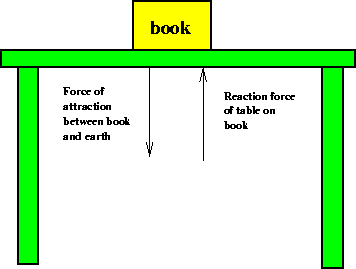 book
Force of
attraction
between book
and earth
Reaction force
of table on
book